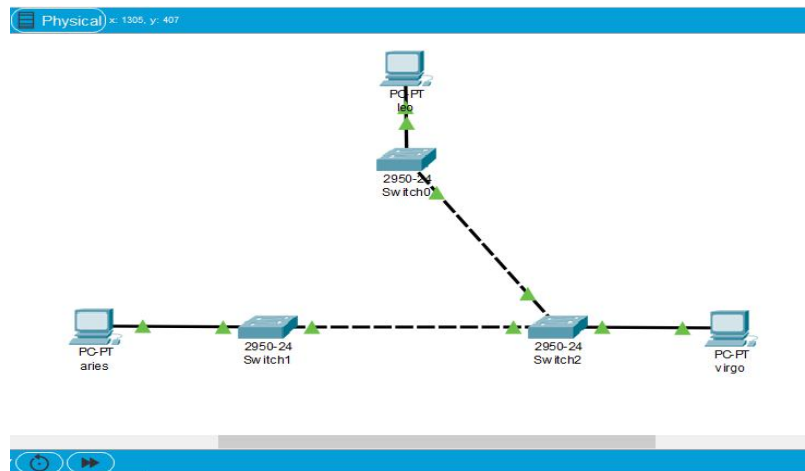 Physical x: 1305, y: 407
PC-PT
leo
2950-24
Switch0
PC-PT
aries
2950-24
Switch1
2950-24
Switch2
PC-PT
virgo